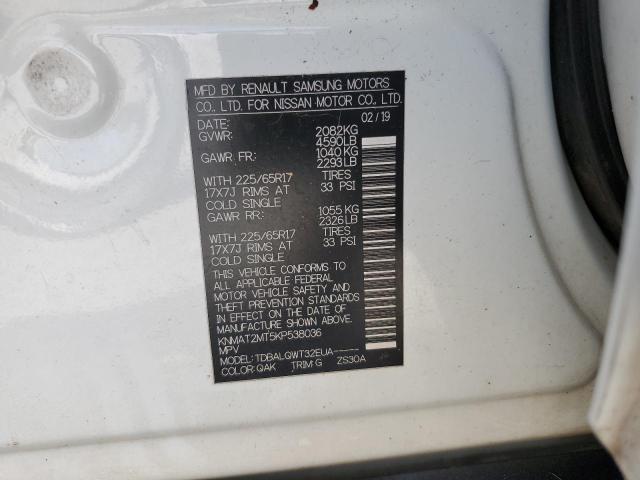 MFD BY RENAULT SAMSUNG MOTORS
CO., LTD. FOR NISSAN MOTOR CO., LTD.
DATE: 02/19
GVWR: 2082KG
4590LB
GAWR FR: 1040 KG
2293LB
WITH 225/65R17 TIRES
17X7J RIMS AT 33 PSI
COLD SINGLE
GAWR RR: 1055 KG
2326LB
WITH 225/65R17 TIRES
17X7J RIMS AT 33 PSI
COLD SINGLE
THIS VEHICLE CONFORMS TO
ALL APPLICABLE FEDERAL
MOTOR VEHICLE SAFETY AND
THEFT PREVENTION STANDARDS
IN EFFECT ON THE DATE OF
MANUFACTURE SHOWN ABOVE.
KNMAT2MT5KP538036
MPV
MODEL: TDBALQWT32EUA-----
COLOR: QAK TRIM: G ZS30A